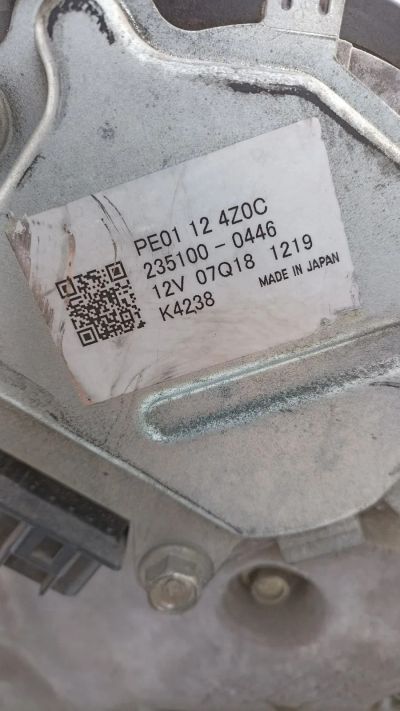 PE01 12 4Z0C
235100-0446
12V 07Q18 1219
K4238 MADE IN JAPAN